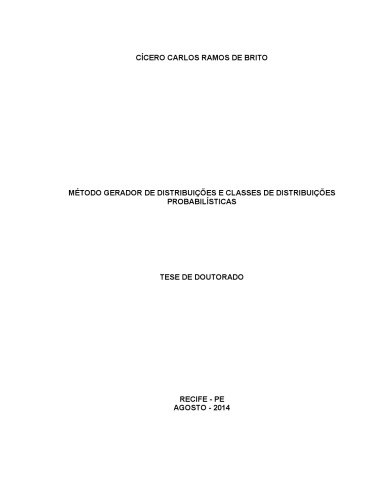 CÍCERO CARLOS RAMOS DE BRITO
MÉTODO GERADOR DE DISTRIBUIÇÕES E CLASSES DE DISTRIBUIÇÕES
PROBABILÍSTICAS
TESE DE DOUTORADO
RECIFE - PE
AGOSTO - 2014